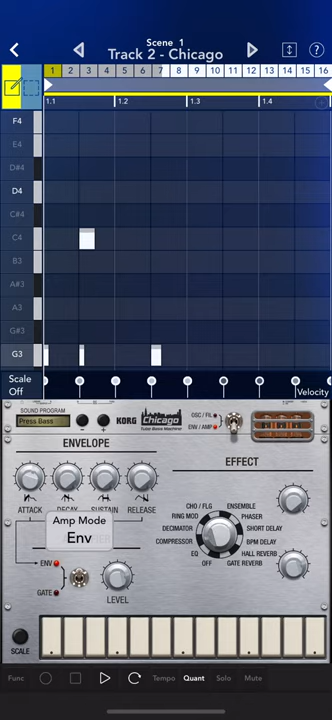 Scene 1
Track 2 - Chicago
?
1 2 3 4 5 6 7 8 9 10 11 12 13 14 15 16
1.1 1.2 1.3 1.4
F4
E4
D#4
D4
C#4
C4
B3
A#3
A3
G#3
G3
Scale
Off
Velocity
SOUND PROGRAM
Press Bass
- +
KORG
Chicago
Tube Bass Machine
OSC / FIL
ENV / AMP
ENVELOPE
ATTACK DECAY SUSTAIN RELEASE
EFFECT
Amp Mode
Env
CHO / FLG
ENSEMBLE
RING MOD
PHASER
DECIMATOR
SHORT DELAY
COMPRESSOR
BPM DELAY
EQ
HALL REVERB
OFF
GATE REVERB
ENV
GATE
LEVEL
SCALE
Func Tempo Quant Solo Mute